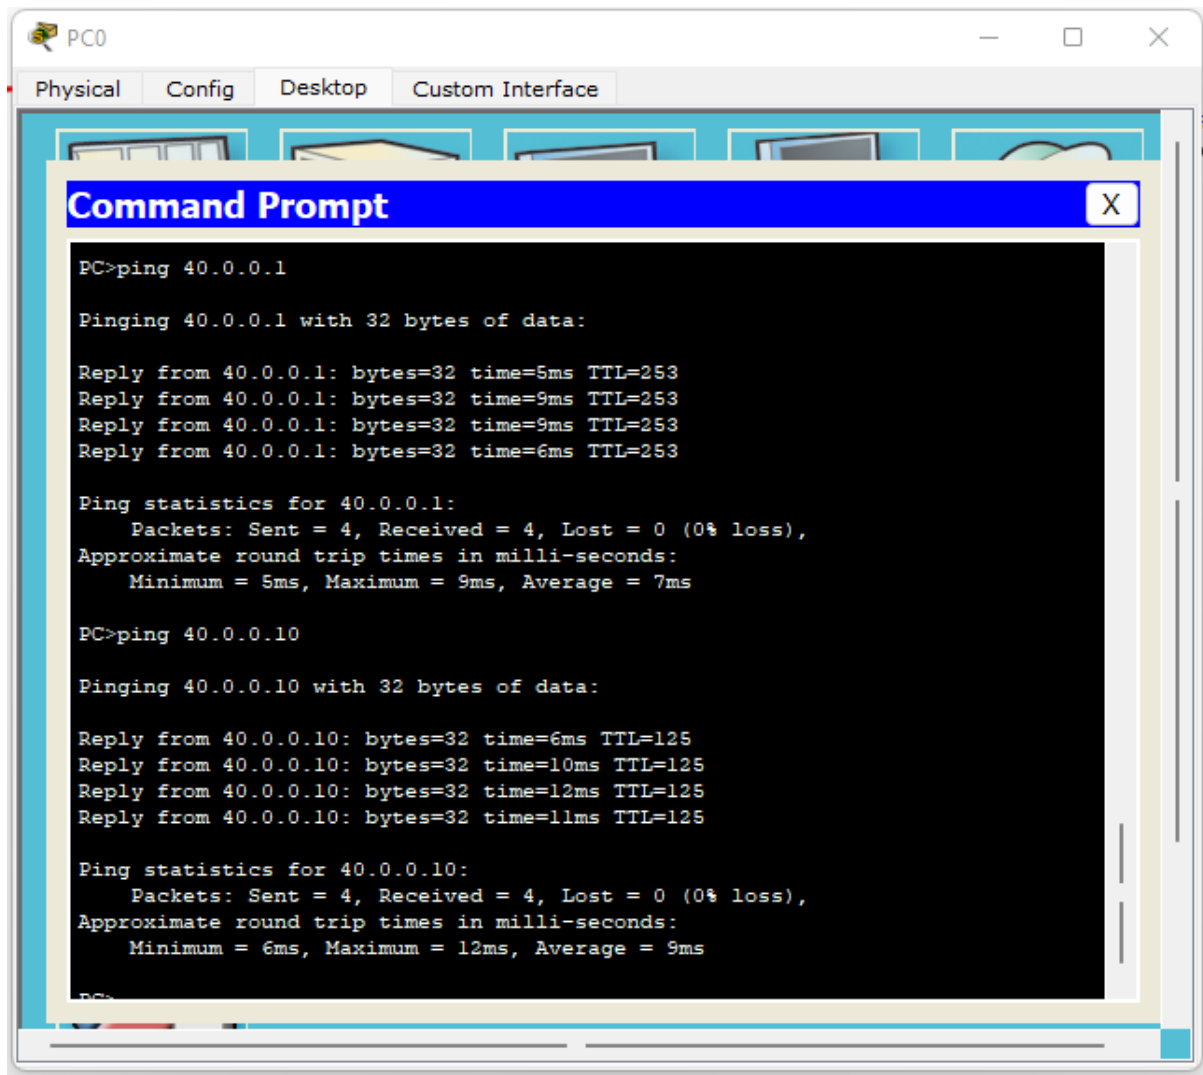 PC0
Physical Config Desktop Custom Interface
Command Prompt X
PC>ping 40.0.0.1
Pinging 40.0.0.1 with 32 bytes of data:
Reply from 40.0.0.1: bytes=32 time=5ms TTL=253
Reply from 40.0.0.1: bytes=32 time=9ms TTL=253
Reply from 40.0.0.1: bytes=32 time=9ms TTL=253
Reply from 40.0.0.1: bytes=32 time=6ms TTL=253
Ping statistics for 40.0.0.1:
Packets: Sent = 4, Received = 4, Lost = 0 (0% loss),
Approximate round trip times in milli-seconds:
Minimum = 5ms, Maximum = 9ms, Average = 7ms
PC>ping 40.0.0.10
Pinging 40.0.0.10 with 32 bytes of data:
Reply from 40.0.0.10: bytes=32 time=6ms TTL=125
Reply from 40.0.0.10: bytes=32 time=10ms TTL=125
Reply from 40.0.0.10: bytes=32 time=12ms TTL=125
Reply from 40.0.0.10: bytes=32 time=11ms TTL=125
Ping statistics for 40.0.0.10:
Packets: Sent = 4, Received = 4, Lost = 0 (0% loss),
Approximate round trip times in milli-seconds:
Minimum = 6ms, Maximum = 12ms, Average = 9ms
PC>